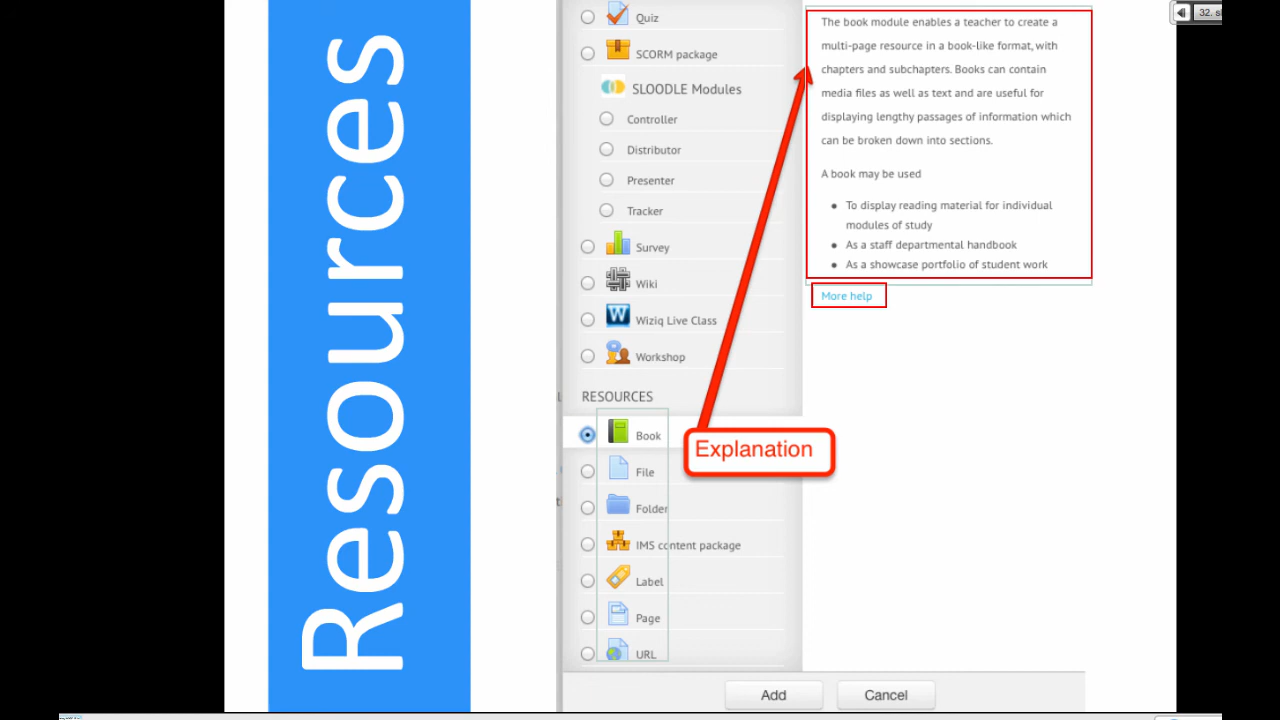 Resources
Quiz
SCORM package
SLOODLE Modules
Controller
Distributor
Presenter
Tracker
Survey
Wiki
W
Wiziq Live Class
Workshop
RESOURCES
Book
File
Folder
IMS content package
Label
Page
URL
Explanation
The book module enables a teacher to create a
multi-page resource in a book-like format, with
chapters and subchapters. Books can contain
media files as well as text and are useful for
displaying lengthy passages of information which
can be broken down into sections.
A book may be used
• To display reading material for individual
modules of study
• As a staff departmental handbook
• As a showcase portfolio of student work
More help
Add
Cancel
32.